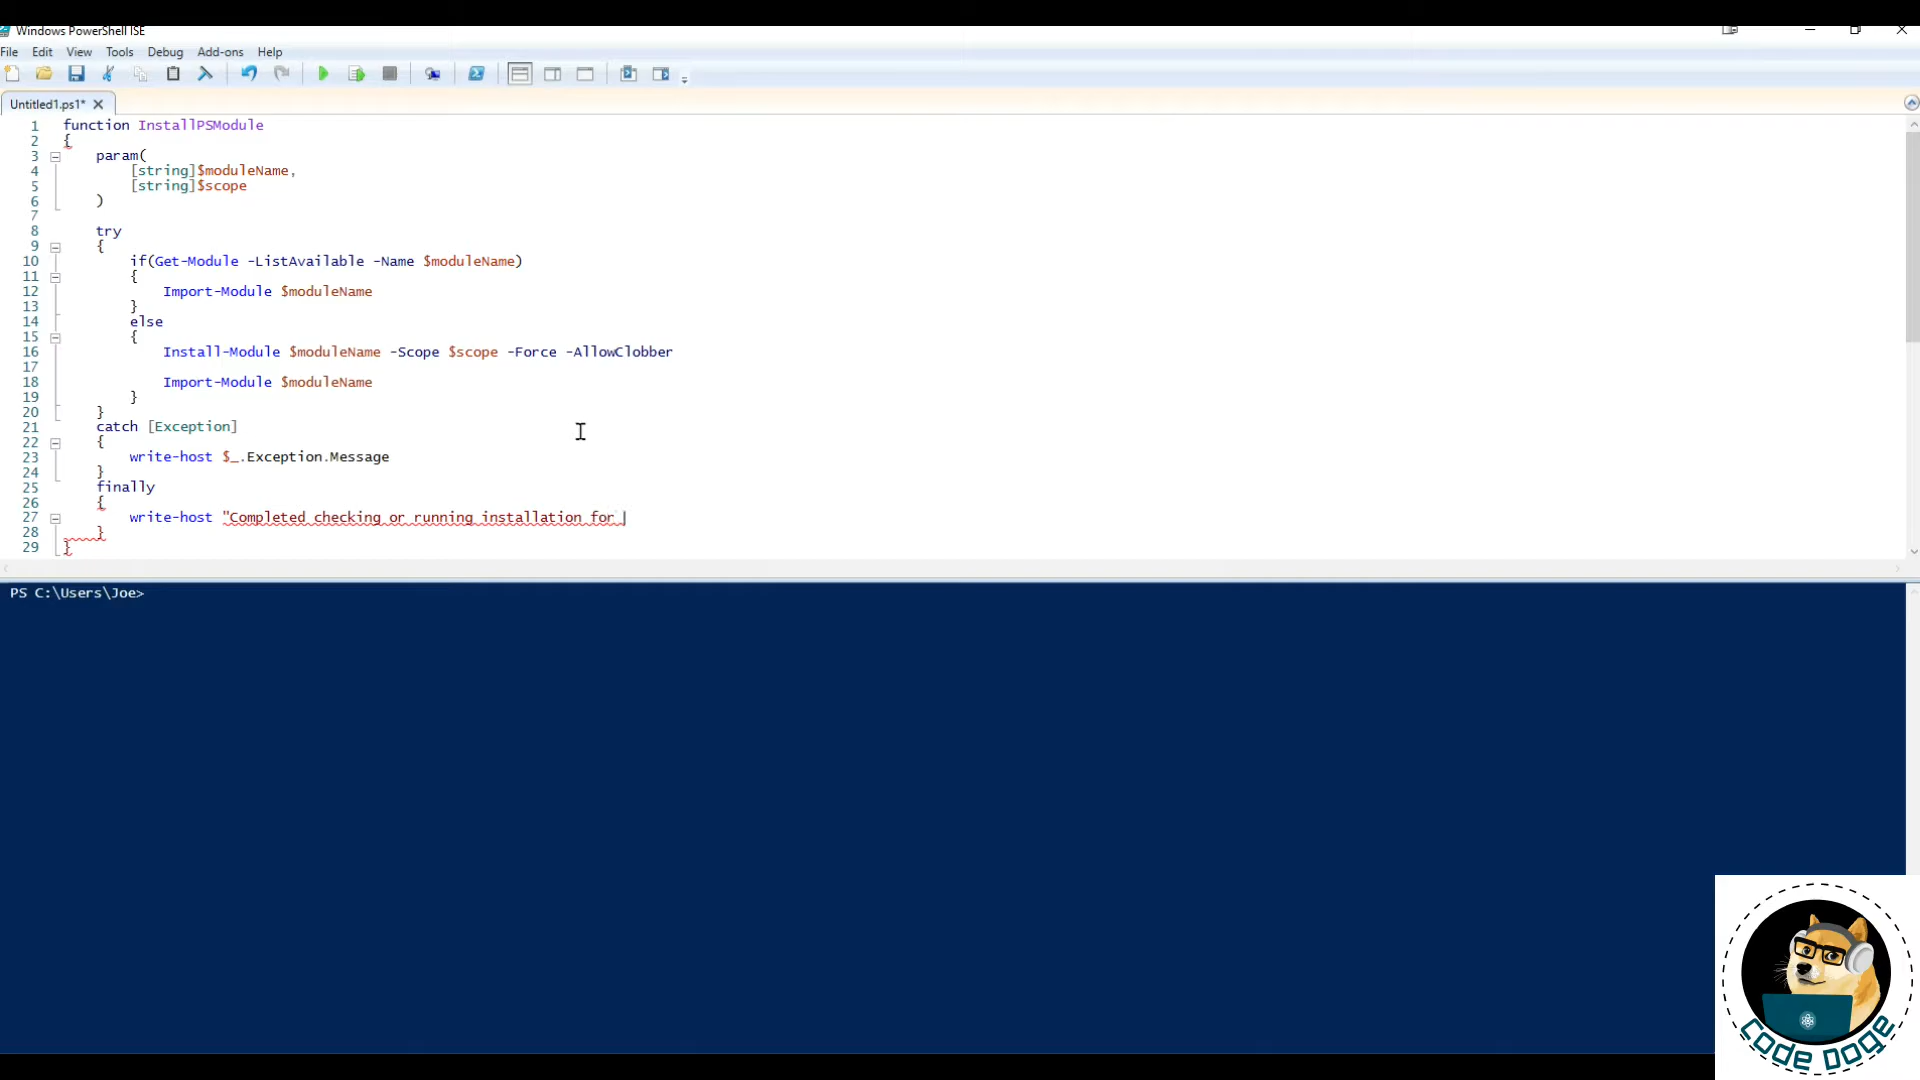 Windows PowerShell ISE
File Edit View Tools Debug Add-ons Help
Untitled1.ps1*
1 function InstallPSModule
2 {
3 param(
4 [string]$moduleName,
5 [string]$scope
6 )
7
8 try
9 {
10 if(Get-Module -ListAvailable -Name $moduleName)
11 {
12 Import-Module $moduleName
13 }
14 else
15 {
16 Install-Module $moduleName -Scope $scope -Force -AllowClobber
17
18 Import-Module $moduleName
19 }
20 }
21 catch [Exception]
22 {
23 write-host $_.Exception.Message
24 }
25 finally
26 {
27 write-host "Completed checking or running installation for
28 }
29 }
PS C:\Users\Joe>
Code Doge